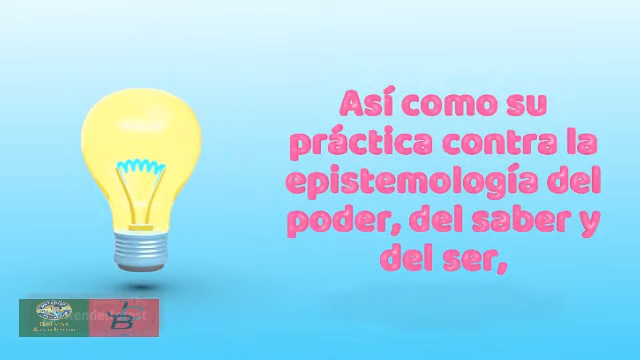 Así como su
práctica contra la
epistemología del
poder, del saber y
del ser,